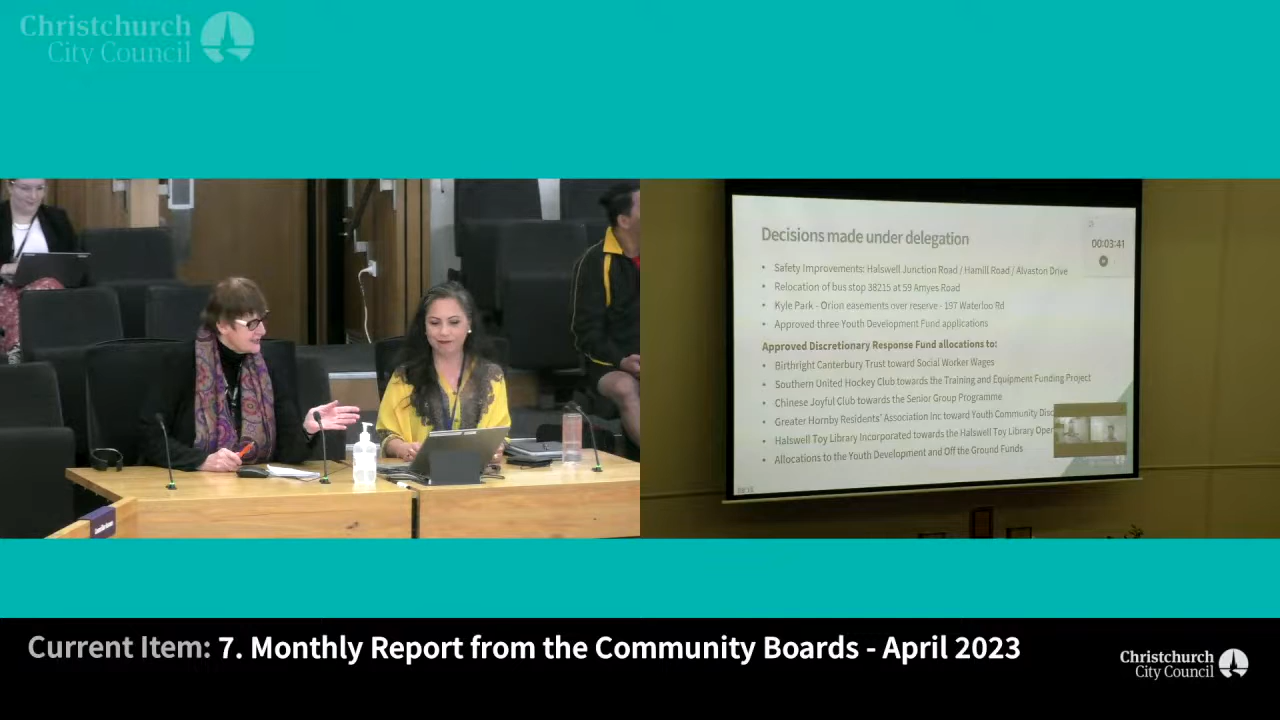 Christchurch
City Council
Decisions made under delegation
00:03:41
• Safety Improvements: Halswell Junction Road / Hamill Road / Alvaston Drive
• Relocation of bus stop 38215 at 59 Amyes Road
• Kyle Park - Orion easements over reserve - 197 Waterloo Rd
• Approved three Youth Development Fund applications
Approved Discretionary Response Fund allocations to:
• Birthright Canterbury Trust toward Social Worker Wages
• Southern United Hockey Club towards the Training and Equipment Funding Project
• Chinese Joyful Club towards the Senior Group Programme
• Greater Hornby Residents' Association Inc toward Youth Community Disc
• Halswell Toy Library Incorporated towards the Halswell Toy Library Oper
• Allocations to the Youth Development and Off the Ground Funds
Current Item: 7. Monthly Report from the Community Boards - April 2023
Christchurch
City Council